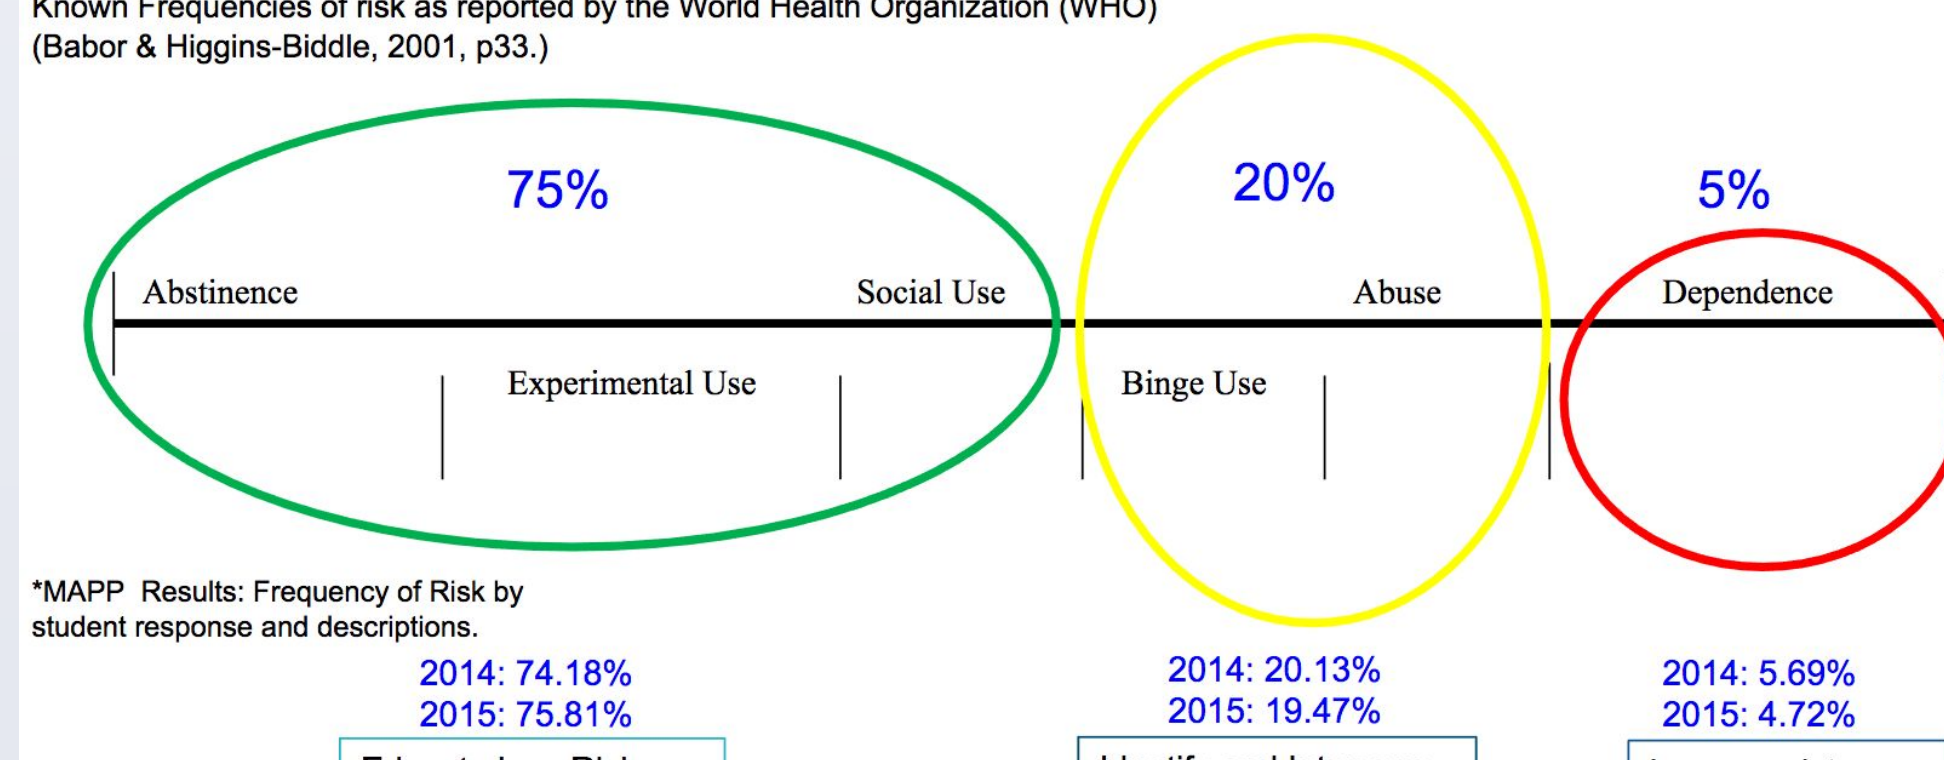 Known Frequencies of risk as reported by the World Health Organization (WHO)
(Babor & Higgins-Biddle, 2001, p33.)
75%
20%
5%
Abstinence
Social Use
Abuse
Dependence
Experimental Use
Binge Use
*MAPP  Results: Frequency of Risk by
student response and descriptions.
2014: 74.18%
2015: 75.81%
2014: 20.13%
2015: 19.47%
2014: 5.69%
2015: 4.72%